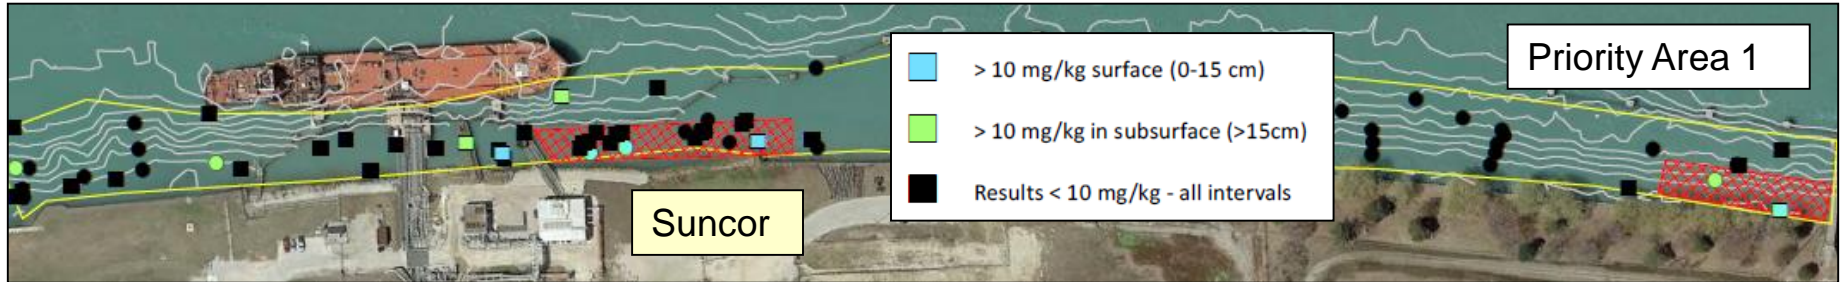 > 10 mg/kg surface (0-15 cm)
> 10 mg/kg in subsurface (>15cm)
Results < 10 mg/kg - all intervals
Priority Area 1
Suncor